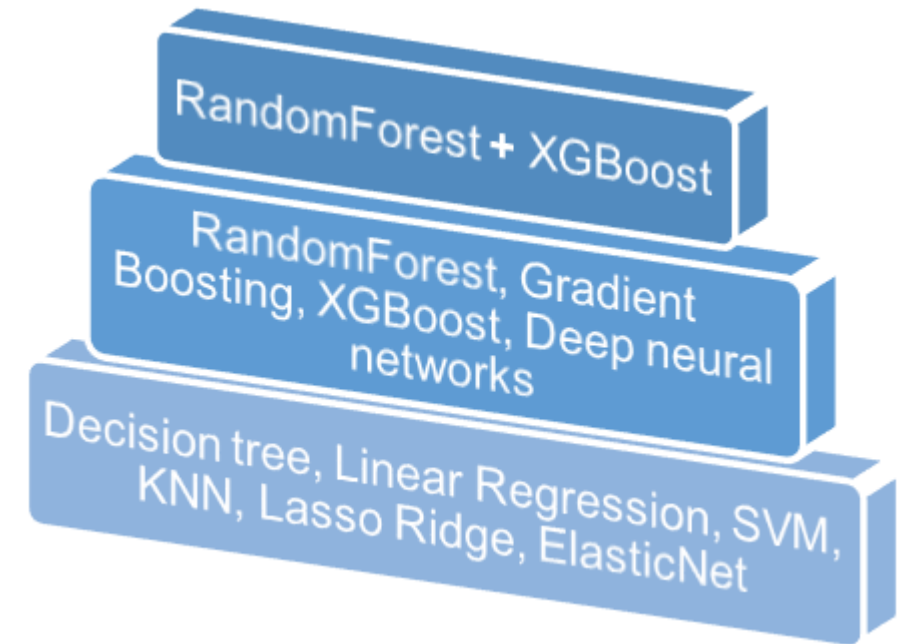 RandomForest + XGBoost
RandomForest, Gradient
Boosting, XGBoost, Deep neural
networks
Decision tree, Linear Regression, SVM,
KNN, Lasso Ridge, ElasticNet